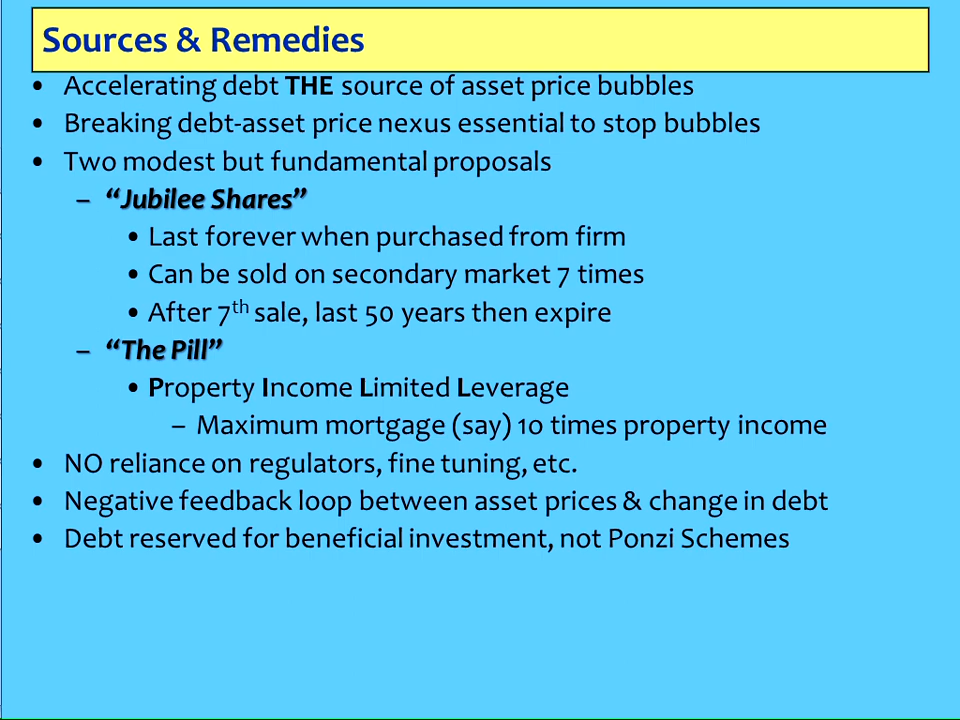 Sources & Remedies
• Accelerating debt THE source of asset price bubbles
• Breaking debt-asset price nexus essential to stop bubbles
• Two modest but fundamental proposals
– “Jubilee Shares”
• Last forever when purchased from firm
• Can be sold on secondary market 7 times
• After 7th sale, last 50 years then expire
– “The Pill”
• Property Income Limited Leverage
– Maximum mortgage (say) 10 times property income
• NO reliance on regulators, fine tuning, etc.
• Negative feedback loop between asset prices & change in debt
• Debt reserved for beneficial investment, not Ponzi Schemes